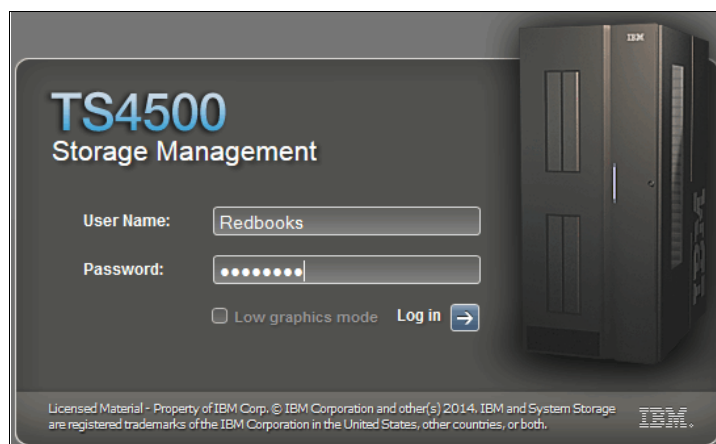 IBM
TS4500
Storage Management
User Name:
Redbooks
Password:
••••••••
Low graphics mode
Log in
IBM
Licensed Material - Property of IBM Corp. © IBM Corporation and other(s) 2014. IBM and System Storage
are registered trademarks of the IBM Corporation in the United States, other countries, or both.
IBM.